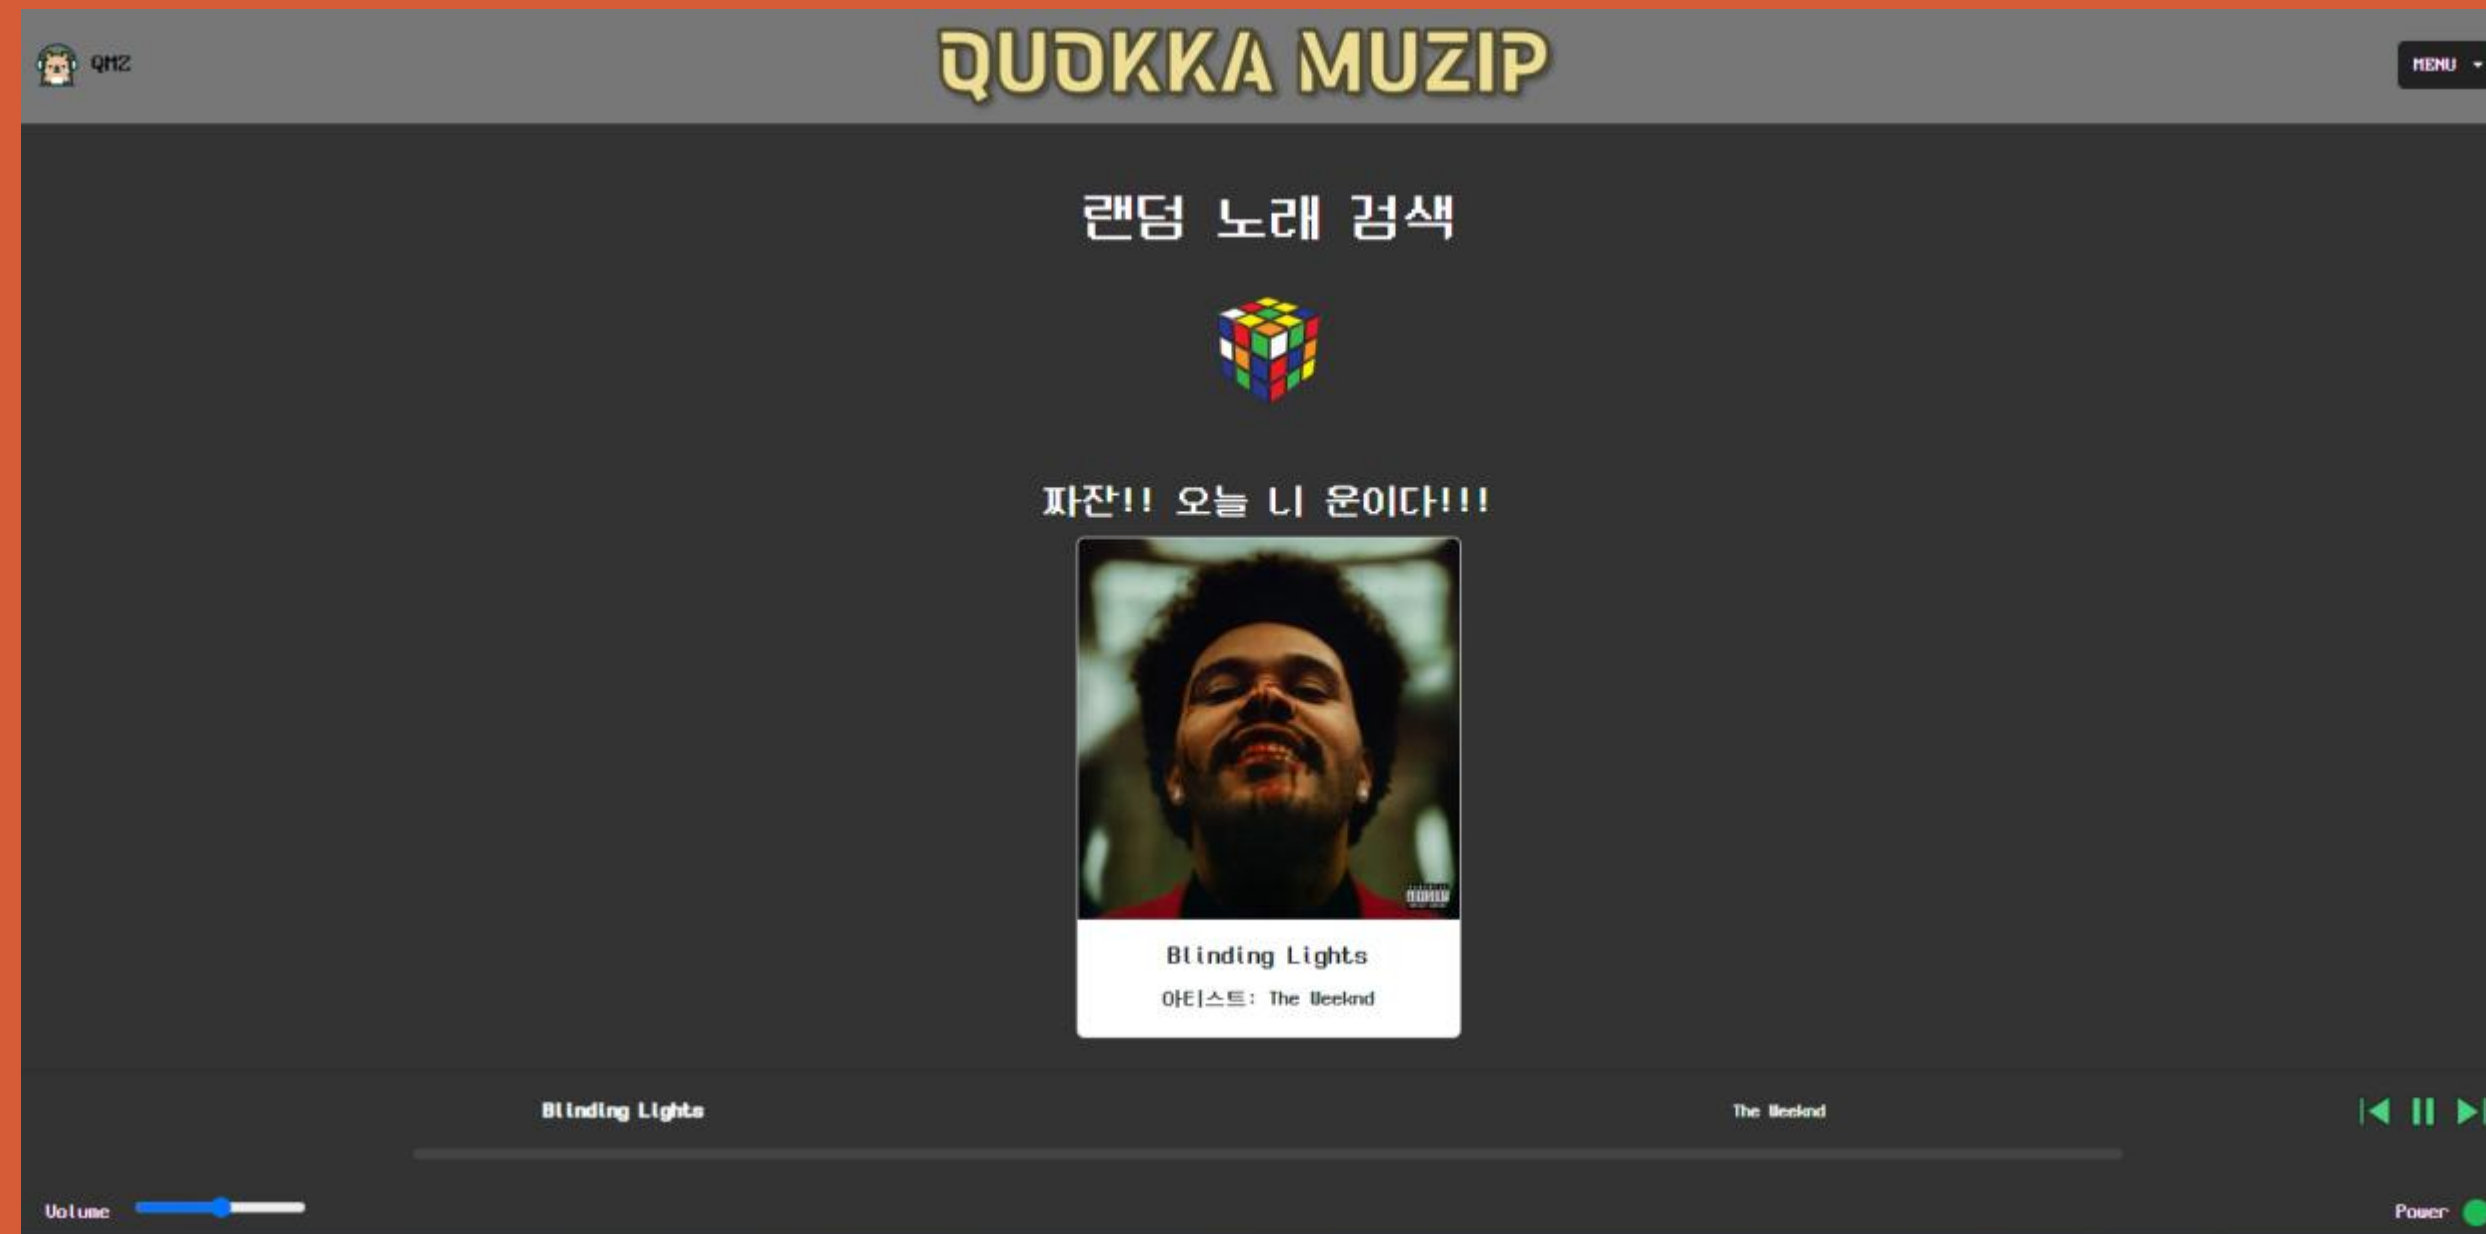 QMZ
QUOKKA MUZIP
MENU
랜덤 노래 검색
짜잔!! 오늘 니 운이다!!!
Blinding Lights
아티스트: The Weeknd
Blinding Lights
The Weeknd
Volume
Power